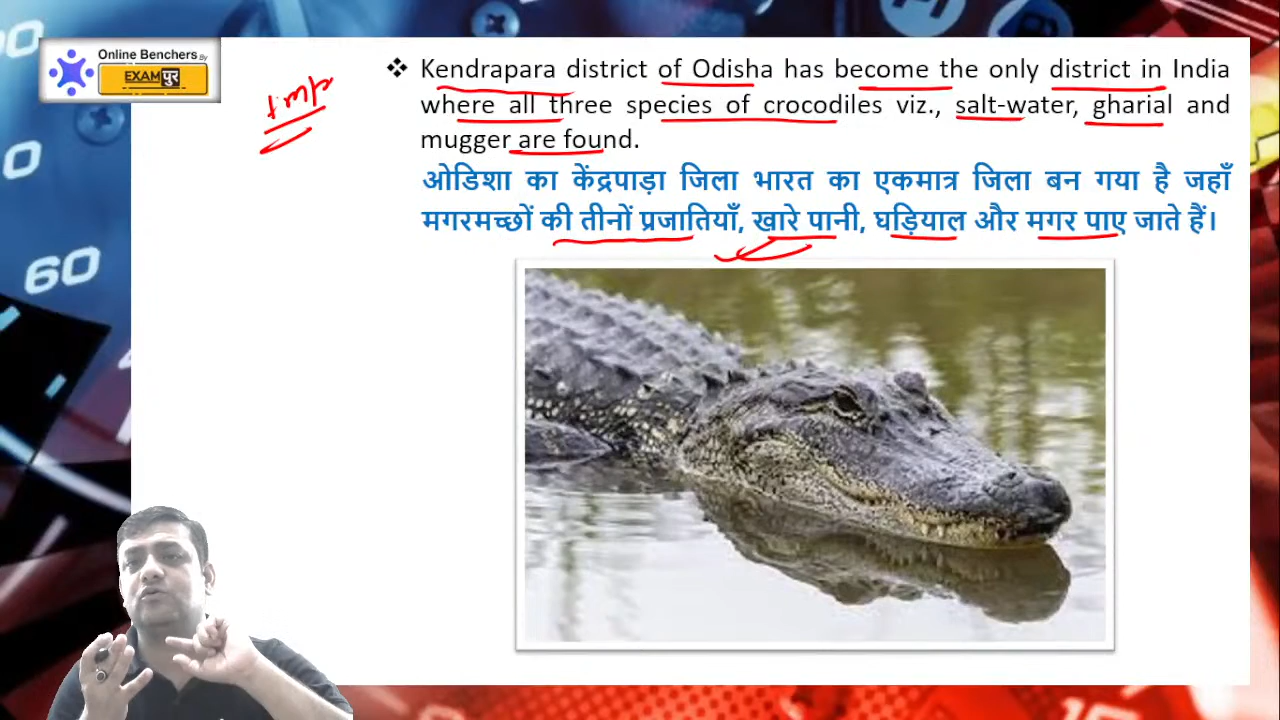 Online Benchers By
EXAMपुर
Imp
❖ Kendrapara district of Odisha has become the only district in India
where all three species of crocodiles viz., salt-water, gharial and
mugger are found.
ओडिशा का केंद्रपाड़ा जिला भारत का एकमात्र जिला बन गया है जहाँ
मगरमच्छों की तीनों प्रजातियाँ, खारे पानी, घड़ियाल और मगर पाए जाते हैं।
60